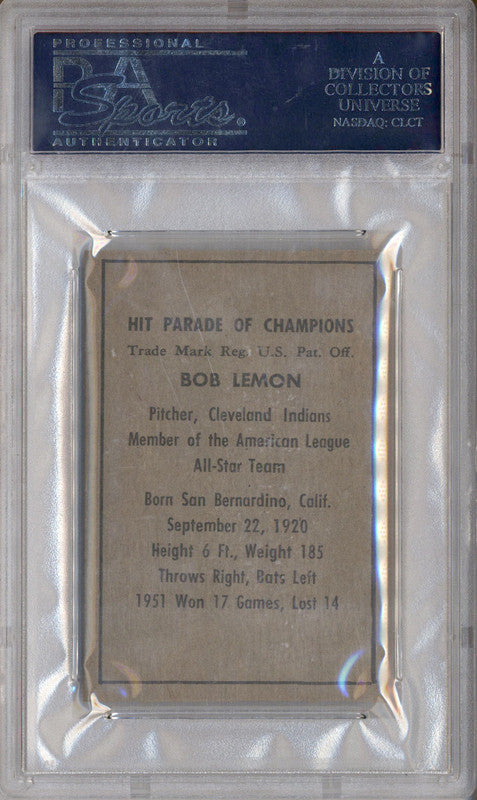 PROFESSIONAL
PSA
Sports®
AUTHENTICATOR
A
DIVISION OF
COLLECTORS
UNIVERSE
NASDAQ: CLCT
HIT PARADE OF CHAMPIONS
Trade Mark Reg. U.S. Pat. Off.
BOB LEMON
Pitcher, Cleveland Indians
Member of the American League
All-Star Team
Born San Bernardino, Calif.
September 22, 1920
Height 6 Ft., Weight 185
Throws Right, Bats Left
1951 Won 17 Games, Lost 14